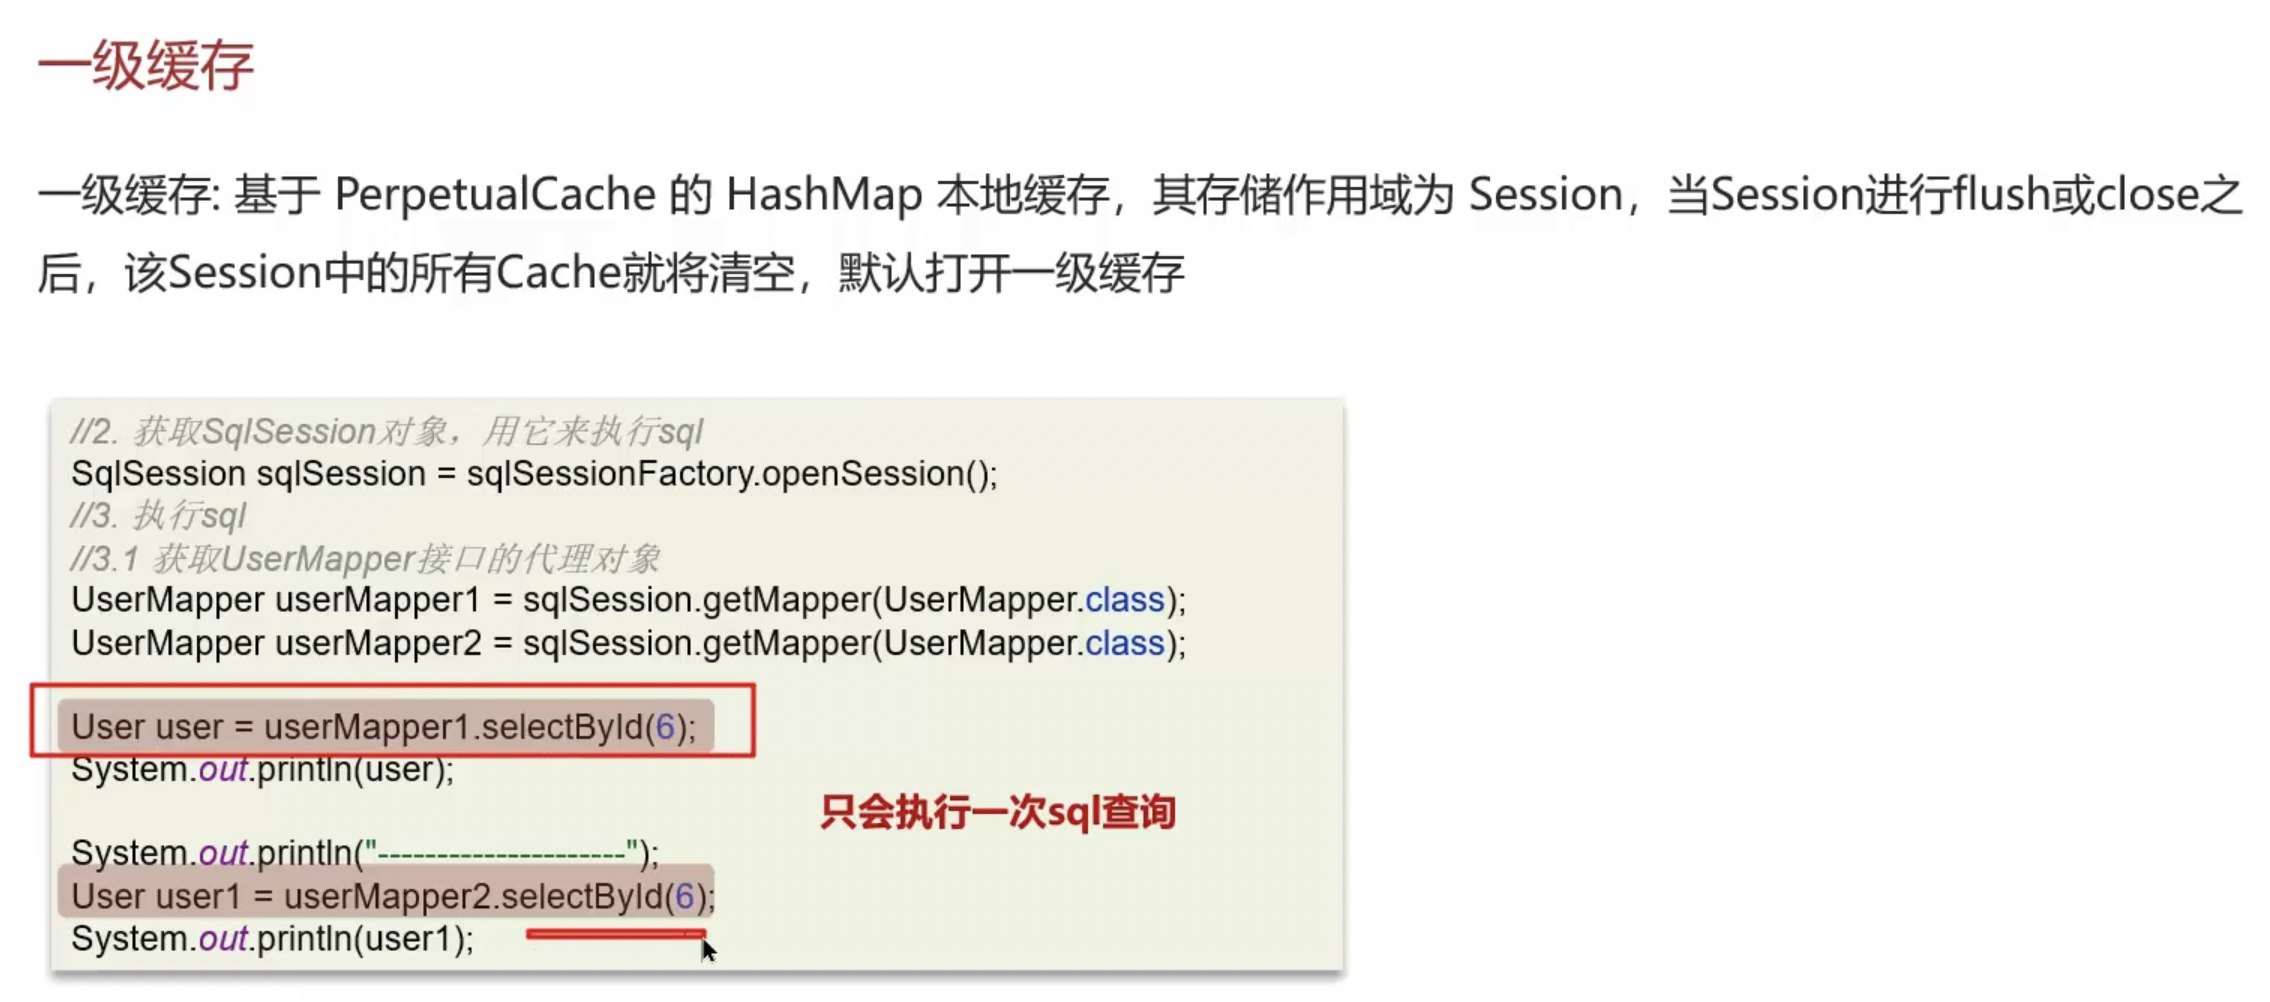 一级缓存
一级缓存: 基于 PerpetualCache 的 HashMap 本地缓存，其存储作用域为 Session，当Session进行flush或close之
后，该Session中的所有Cache就将清空，默认打开一级缓存
//2. 获取SqlSession对象，用它来执行sql
SqlSession sqlSession = sqlSessionFactory.openSession();
//3. 执行sql
//3.1 获取UserMapper接口的代理对象
UserMapper userMapper1 = sqlSession.getMapper(UserMapper.class);
UserMapper userMapper2 = sqlSession.getMapper(UserMapper.class);
User user = userMapper1.selectById(6);
System.out.println(user);
只会执行一次sql查询
System.out.println("---------------------");
User user1 = userMapper2.selectById(6);
System.out.println(user1);